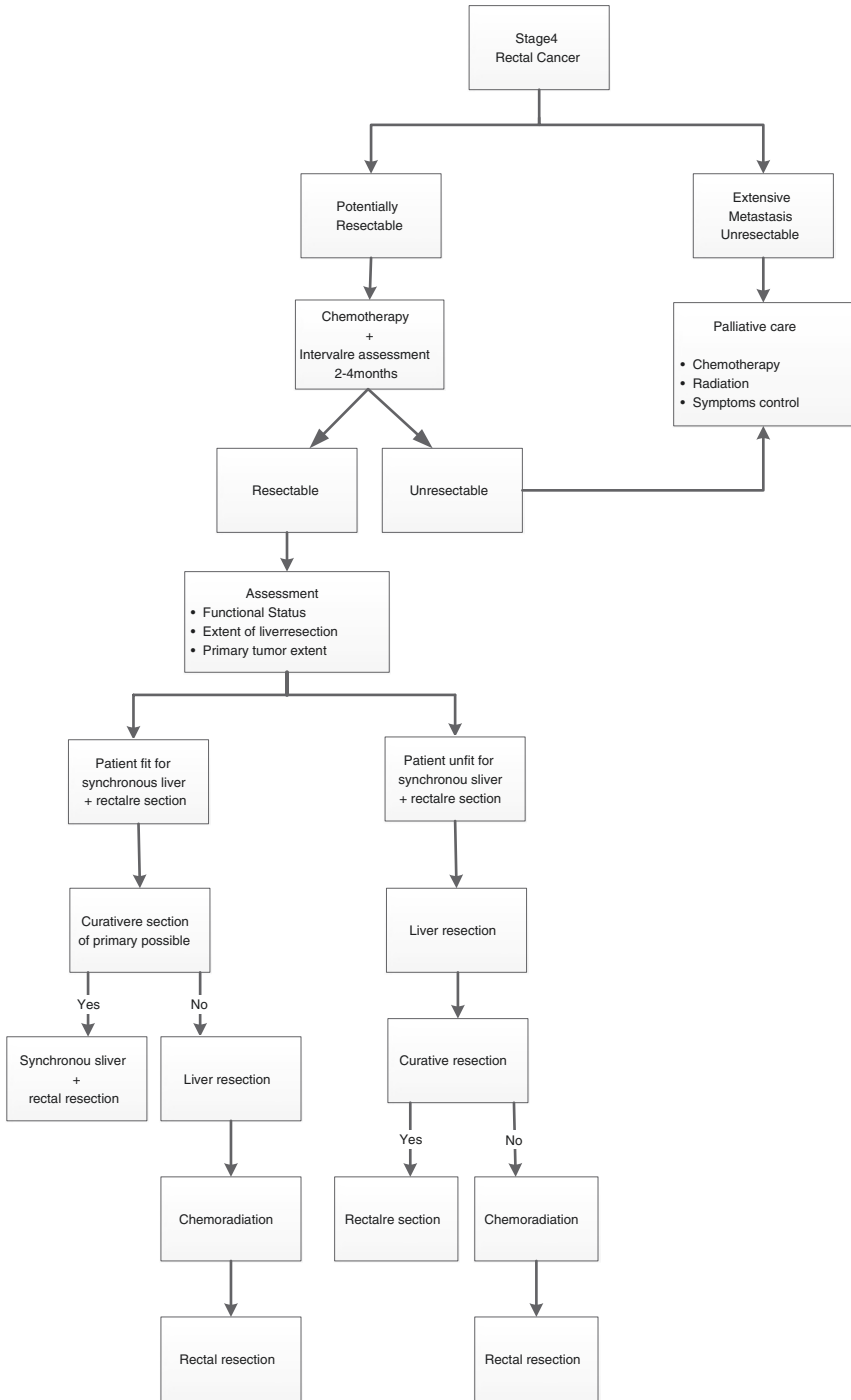 Stage4
Rectal Cancer
Potentially
Resectable
Extensive
Metastasis
Unresectable
Chemotherapy
+
Intervalre assessment
2-4months
Palliative care
• Chemotherapy
• Radiation
• Symptoms control
Resectable
Unresectable
Assessment
• Functional Status
• Extent of liverresection
• Primary tumor extent
Patient fit for
synchronous liver
+ rectalre section
Patient unfit for
synchronou sliver
+ rectalre section
Curativere section
of primary possible
Liver resection
Yes
No
Synchronou sliver
+
rectal resection
Liver resection
Curative resection
Yes
No
Chemoradiation
Rectalre section
Chemoradiation
Rectal resection
Rectal resection